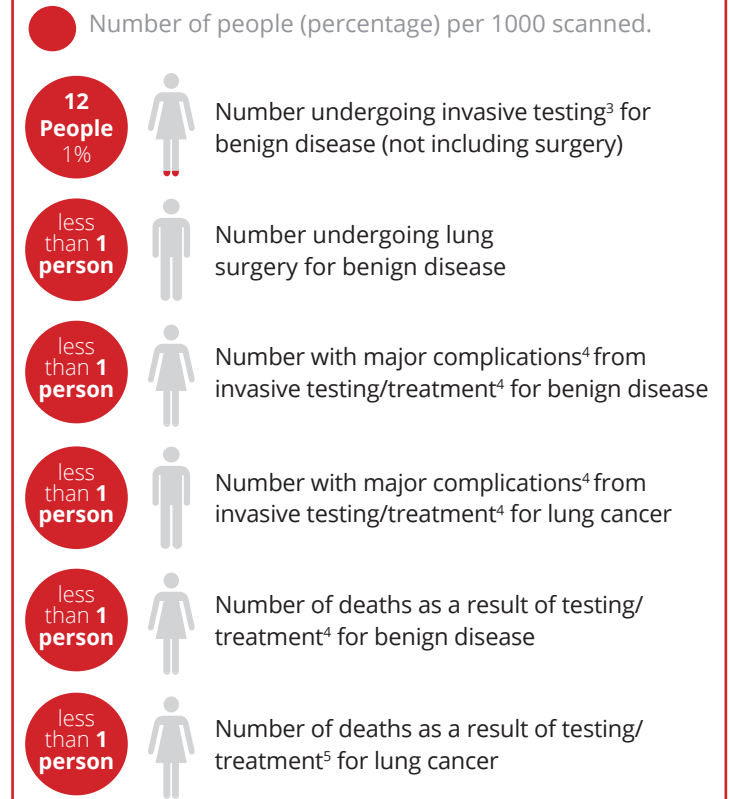 Number of people (percentage) per 1000 scanned.
12
People
1%
Number undergoing invasive testing³ for
benign disease (not including surgery)
less
than 1
person
Number undergoing lung
surgery for benign disease
less
than 1
person
Number with major complications⁴ from
invasive testing/treatment⁴ for benign disease
less
than 1
person
Number with major complications⁴ from
invasive testing/treatment⁴ for lung cancer
less
than 1
person
Number of deaths as a result of testing/
treatment⁴ for benign disease
less
than 1
person
Number of deaths as a result of testing/
treatment⁵ for lung cancer